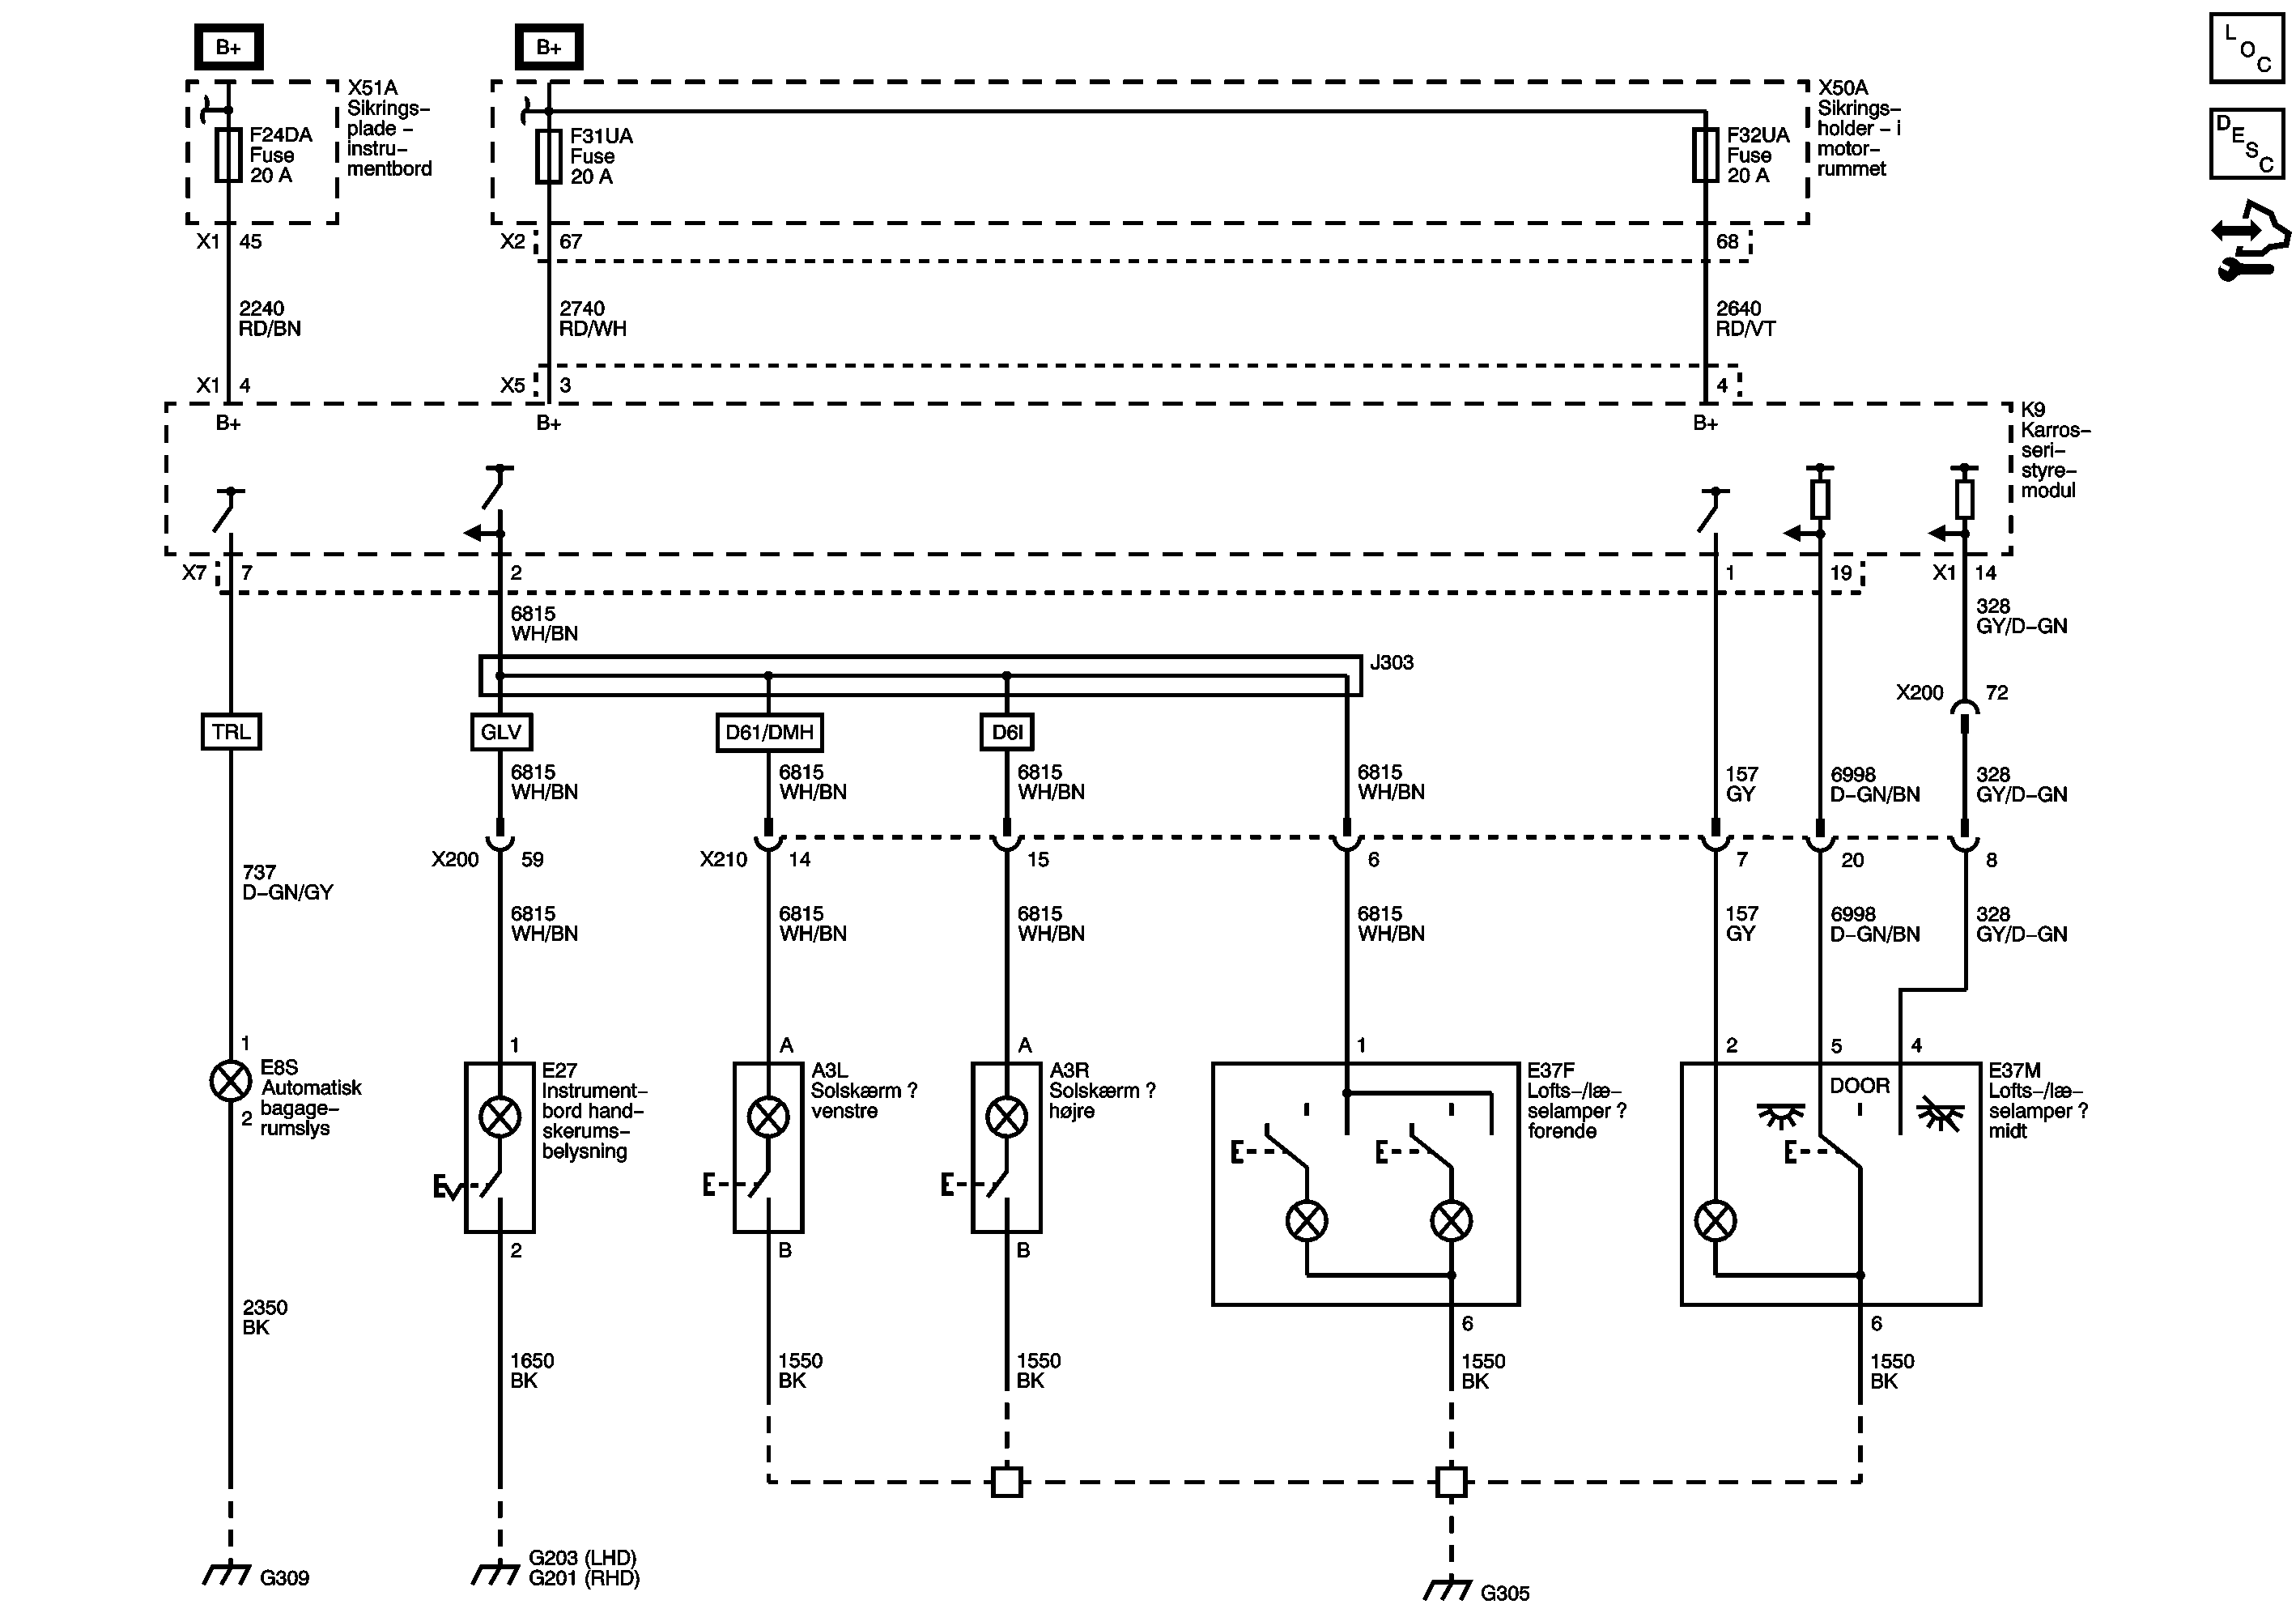 B+
B+
L
O
C
D
E
S
C
X51A
Sikrings-
plade -
instru-
mentbord
F24DA
Fuse
20 A
F31UA
Fuse
20 A
F32UA
Fuse
20 A
X50A
Sikrings-
holder - i
motor-
rummet
X1 45
X2 67
68
2240
RD/BN
2740
RD/WH
2640
RD/VT
X1 4
X5 3
4
B+
B+
B+
K9
Karros-
seri-
styre-
modul
X7 7
2
1
19
X1 14
6815
WH/BN
328
GY/D-GN
J303
X200 72
TRL
GLV
D61/DMH
D6I
6815
WH/BN
6815
WH/BN
6815
WH/BN
6815
WH/BN
157
GY
6998
D-GN/BN
328
GY/D-GN
X200 59
X210 14
15
6
7
20
8
737
D-GN/GY
6815
WH/BN
6815
WH/BN
6815
WH/BN
6815
WH/BN
157
GY
6998
D-GN/BN
328
GY/D-GN
1
1
A
A
1
2
5
4
E8S
Automatisk
bagage-
rumslys
2
E27
Instrument-
bord hand-
skerums-
belysning
A3L
Solskærm ?
venstre
A3R
Solskærm ?
højre
E37F
Lofts-/læ-
selamper ?
forende
DOOR
E37M
Lofts-/læ-
selamper ?
midt
2
B
B
6
6
2350
BK
1650
BK
1550
BK
1550
BK
1550
BK
1550
BK
G309
G203 (LHD)
G201 (RHD)
G305